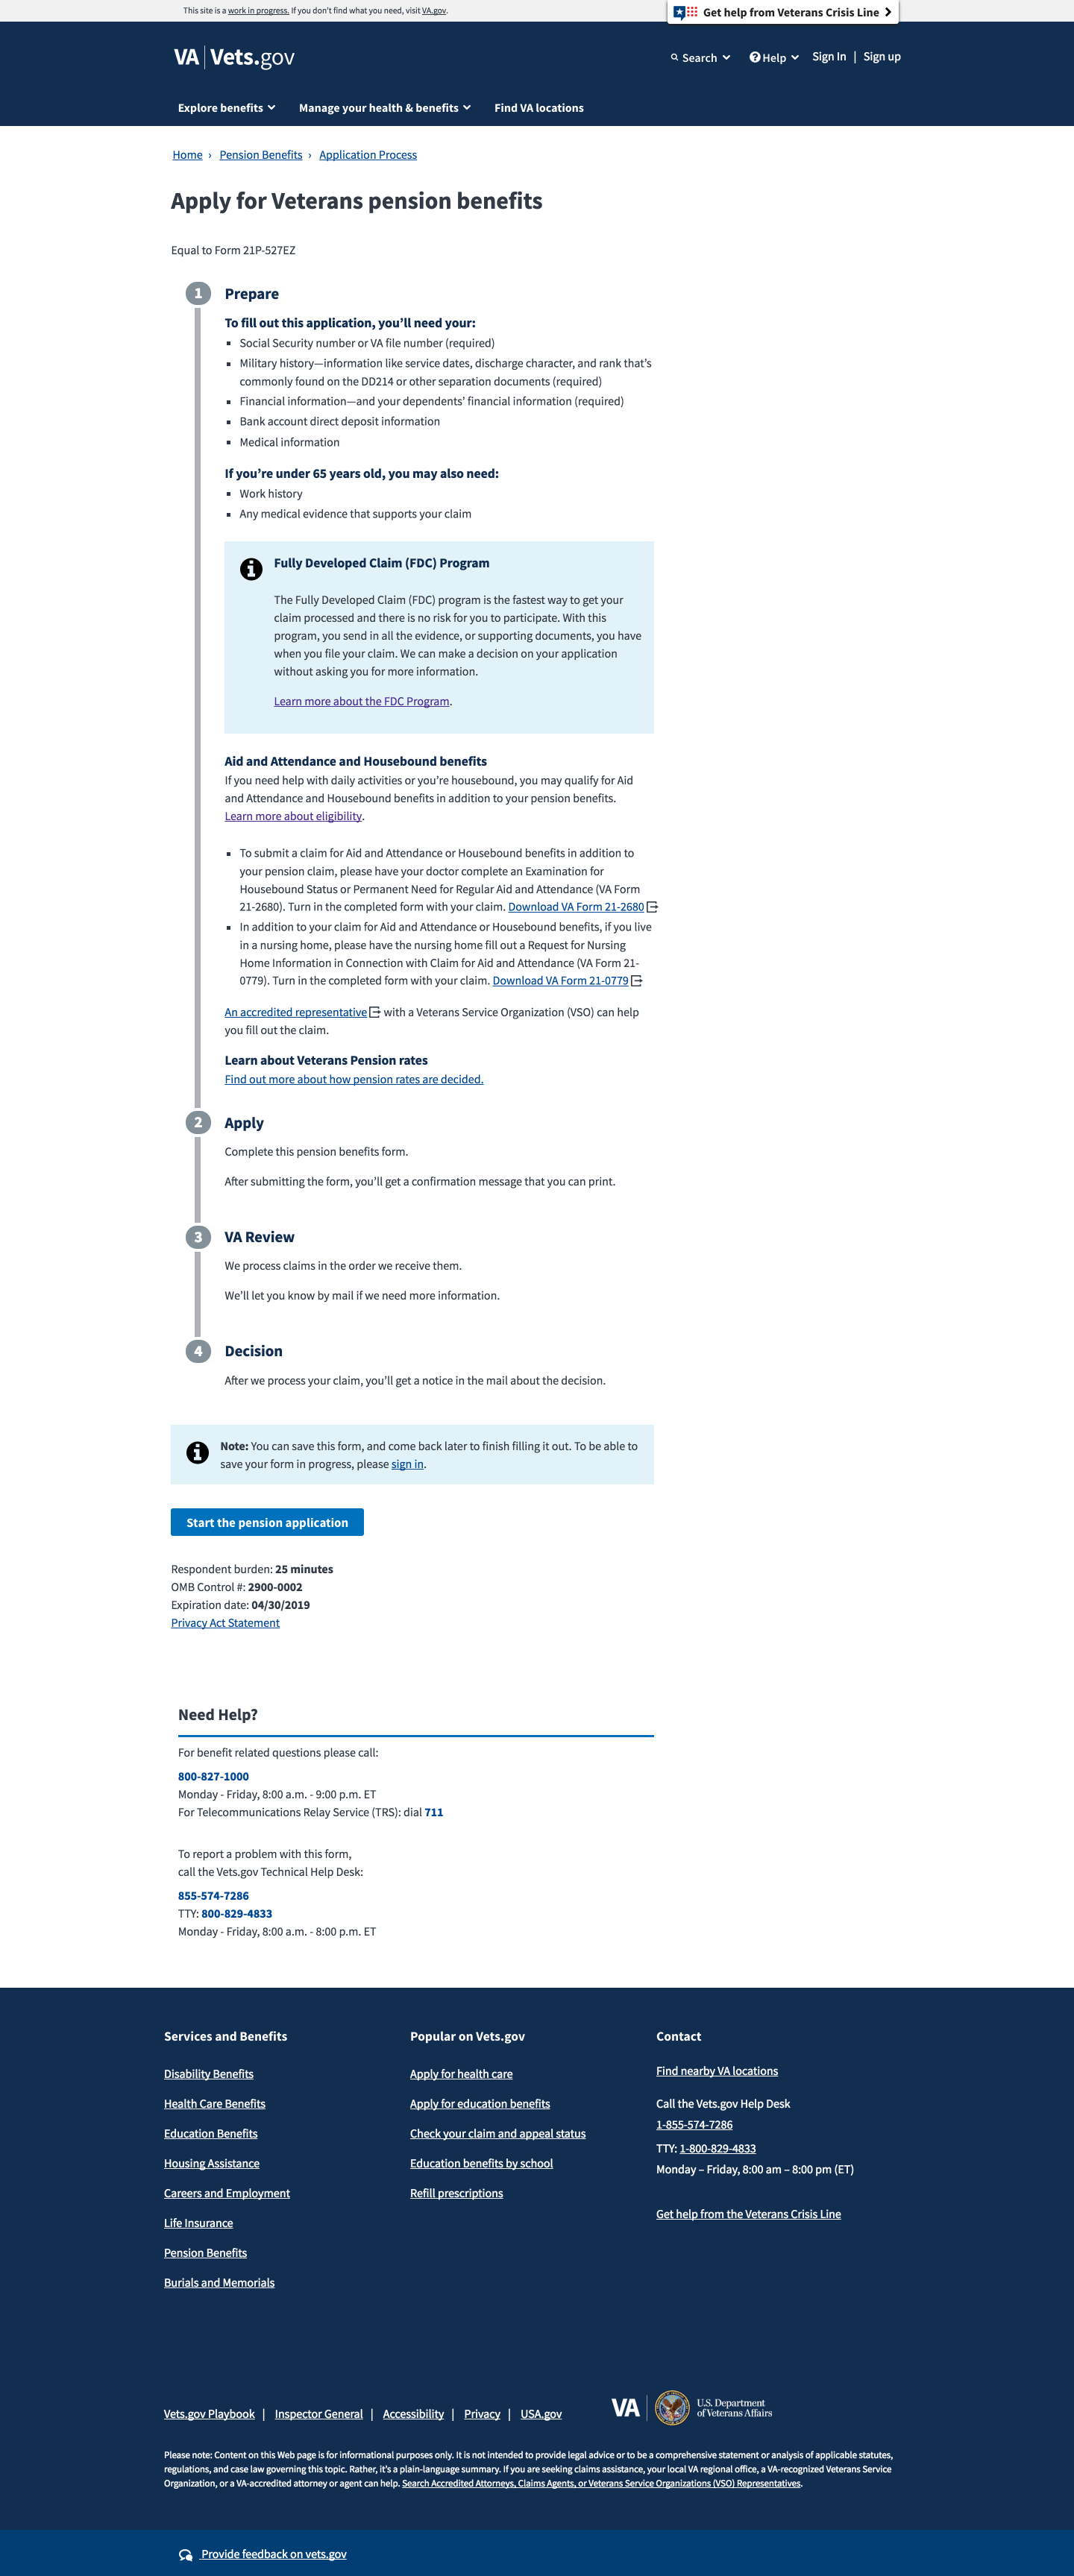 This site is a work in progress. If you don't find what you need, visit VA.gov.
Get help from Veterans Crisis Line
VA | Vets.gov
Search
Help
Sign In | Sign up
Explore benefits
Manage your health & benefits
Find VA locations
Home › Pension Benefits › Application Process
Apply for Veterans pension benefits
Equal to Form 21P-527EZ
1
Prepare
To fill out this application, you’ll need your:
Social Security number or VA file number (required)
Military history—information like service dates, discharge character, and rank that’s
commonly found on the DD214 or other separation documents (required)
Financial information—and your dependents’ financial information (required)
Bank account direct deposit information
Medical information
If you’re under 65 years old, you may also need:
Work history
Any medical evidence that supports your claim
Fully Developed Claim (FDC) Program
The Fully Developed Claim (FDC) program is the fastest way to get your
claim processed and there is no risk for you to participate. With this
program, you send in all the evidence, or supporting documents, you have
when you file your claim. We can make a decision on your application
without asking you for more information.
Learn more about the FDC Program.
Aid and Attendance and Housebound benefits
If you need help with daily activities or you’re housebound, you may qualify for Aid
and Attendance and Housebound benefits in addition to your pension benefits.
Learn more about eligibility.
To submit a claim for Aid and Attendance or Housebound benefits in addition to
your pension claim, please have your doctor complete an Examination for
Housebound Status or Permanent Need for Regular Aid and Attendance (VA Form
21-2680). Turn in the completed form with your claim. Download VA Form 21-2680
In addition to your claim for Aid and Attendance or Housebound benefits, if you live
in a nursing home, please have the nursing home fill out a Request for Nursing
Home Information in Connection with Claim for Aid and Attendance (VA Form 21-
0779). Turn in the completed form with your claim. Download VA Form 21-0779
An accredited representative with a Veterans Service Organization (VSO) can help
you fill out the claim.
Learn about Veterans Pension rates
Find out more about how pension rates are decided.
2
Apply
Complete this pension benefits form.
After submitting the form, you’ll get a confirmation message that you can print.
3
VA Review
We process claims in the order we receive them.
We’ll let you know by mail if we need more information.
4
Decision
After we process your claim, you’ll get a notice in the mail about the decision.
Note: You can save this form, and come back later to finish filling it out. To be able to
save your form in progress, please sign in.
Start the pension application
Respondent burden: 25 minutes
OMB Control #: 2900-0002
Expiration date: 04/30/2019
Privacy Act Statement
Need Help?
For benefit related questions please call:
800-827-1000
Monday - Friday, 8:00 a.m. - 9:00 p.m. ET
For Telecommunications Relay Service (TRS): dial 711
To report a problem with this form,
call the Vets.gov Technical Help Desk:
855-574-7286
TTY: 800-829-4833
Monday - Friday, 8:00 a.m. - 8:00 p.m. ET
Services and Benefits
Disability Benefits
Health Care Benefits
Education Benefits
Housing Assistance
Careers and Employment
Life Insurance
Pension Benefits
Burials and Memorials
Popular on Vets.gov
Apply for health care
Apply for education benefits
Check your claim and appeal status
Education benefits by school
Refill prescriptions
Contact
Find nearby VA locations
Call the Vets.gov Help Desk
1-855-574-7286
TTY: 1-800-829-4833
Monday – Friday, 8:00 am – 8:00 pm (ET)
Get help from the Veterans Crisis Line
Vets.gov Playbook | Inspector General | Accessibility | Privacy | USA.gov
VA
U.S. Department
of Veterans Affairs
Please note: Content on this Web page is for informational purposes only. It is not intended to provide legal advice or to be a comprehensive statement or analysis of applicable statutes,
regulations, and case law governing this topic. Rather, it’s a plain-language summary. If you are seeking claims assistance, your local VA regional office, a VA-recognized Veterans Service
Organization, or a VA-accredited attorney or agent can help. Search Accredited Attorneys, Claims Agents, or Veterans Service Organizations (VSO) Representatives.
Provide feedback on vets.gov